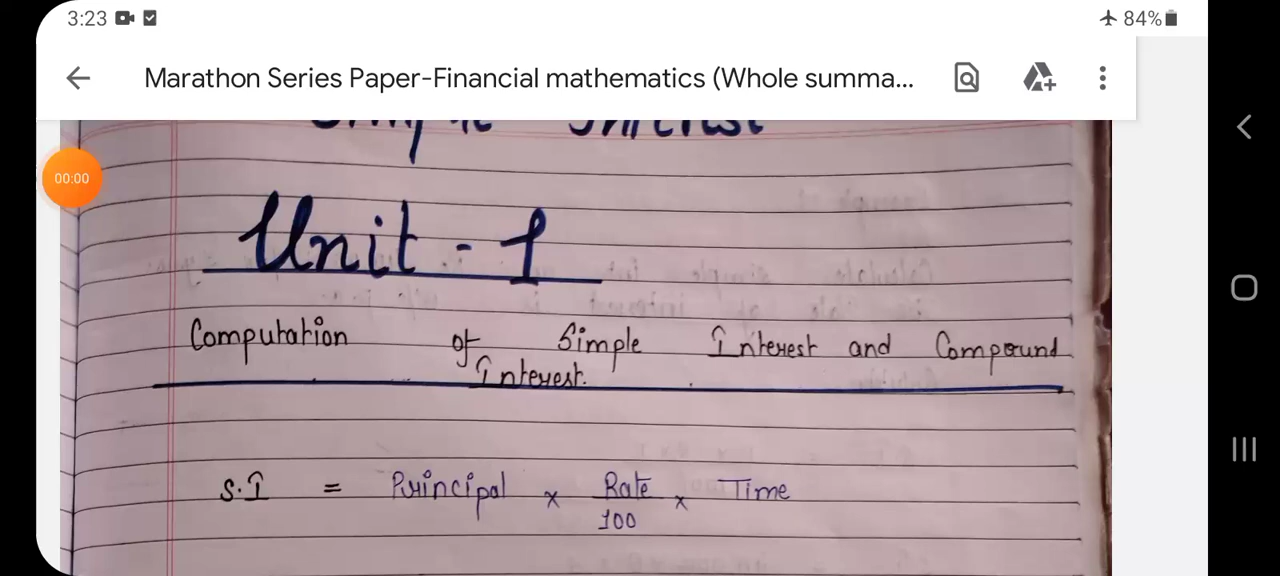 3:23 84%
Marathon Series Paper-Financial mathematics (Whole summa...
00:00
Unit - 1
Computation of Simple Interest and Compound
Interest.
S.I = Principal × Rate/100 × Time